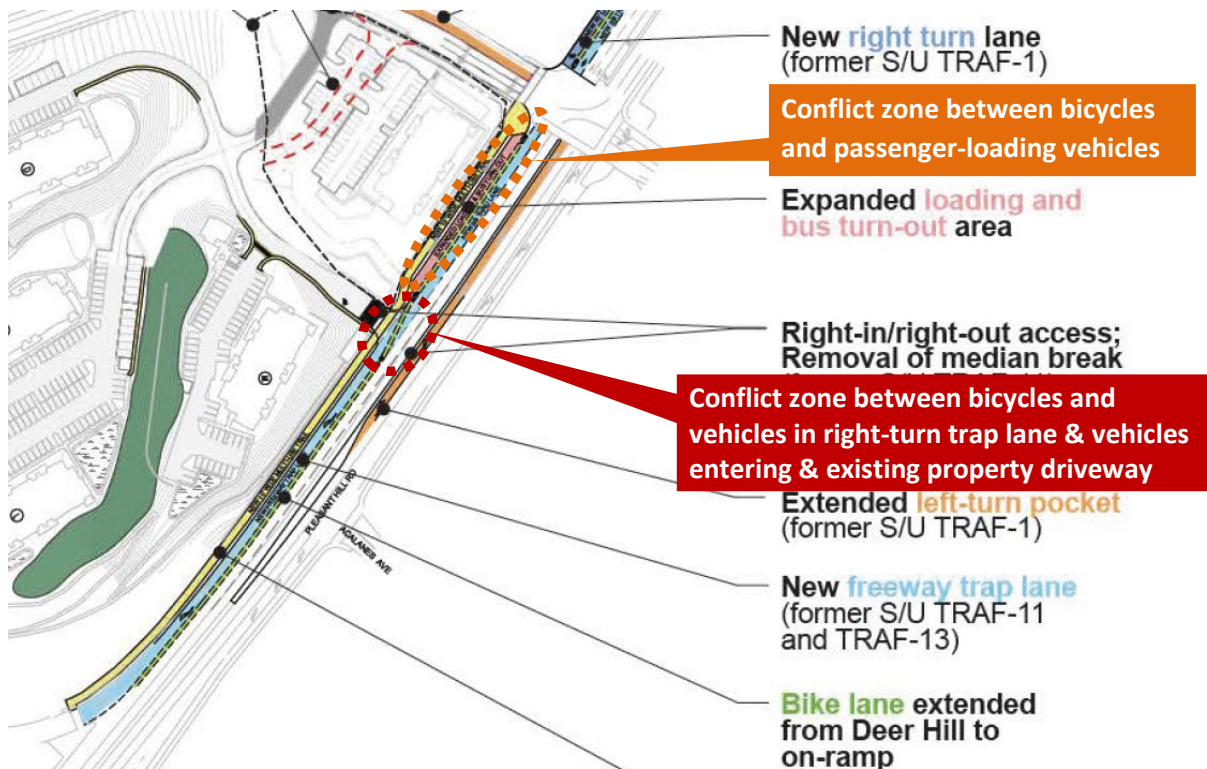 New right turn lane
(former S/U TRAF-1)
Conflict zone between bicycles
and passenger-loading vehicles
Expanded loading and
bus turn-out area
Right-in/right-out access;
Removal of median break
Conflict zone between bicycles and
vehicles in right-turn trap lane & vehicles
entering & existing property driveway
Extended left-turn pocket
(former S/U TRAF-1)
New freeway trap lane
(former S/U TRAF-11
and TRAF-13)
Bike lane extended
from Deer Hill to
on-ramp
PLEASANT HILL RD
ACALANES AVE